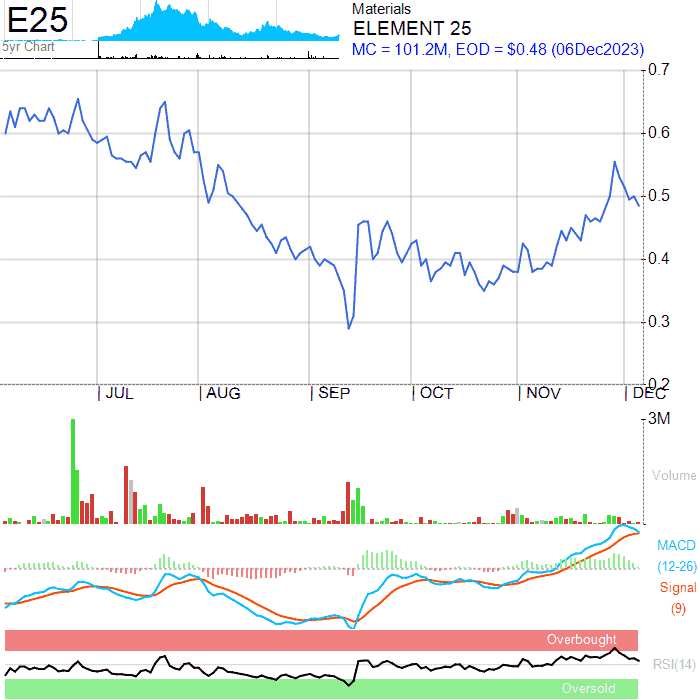 E25
5yr Chart
Materials
ELEMENT 25
MC = 101.2M, EOD = $0.48 (06Dec2023)
0.7
0.6
0.5
0.4
0.3
0.2
JUL AUG SEP OCT NOV DEC
3M
Volume
MACD
(12-26)
Signal
(9)
Overbought
RSI(14)
Oversold